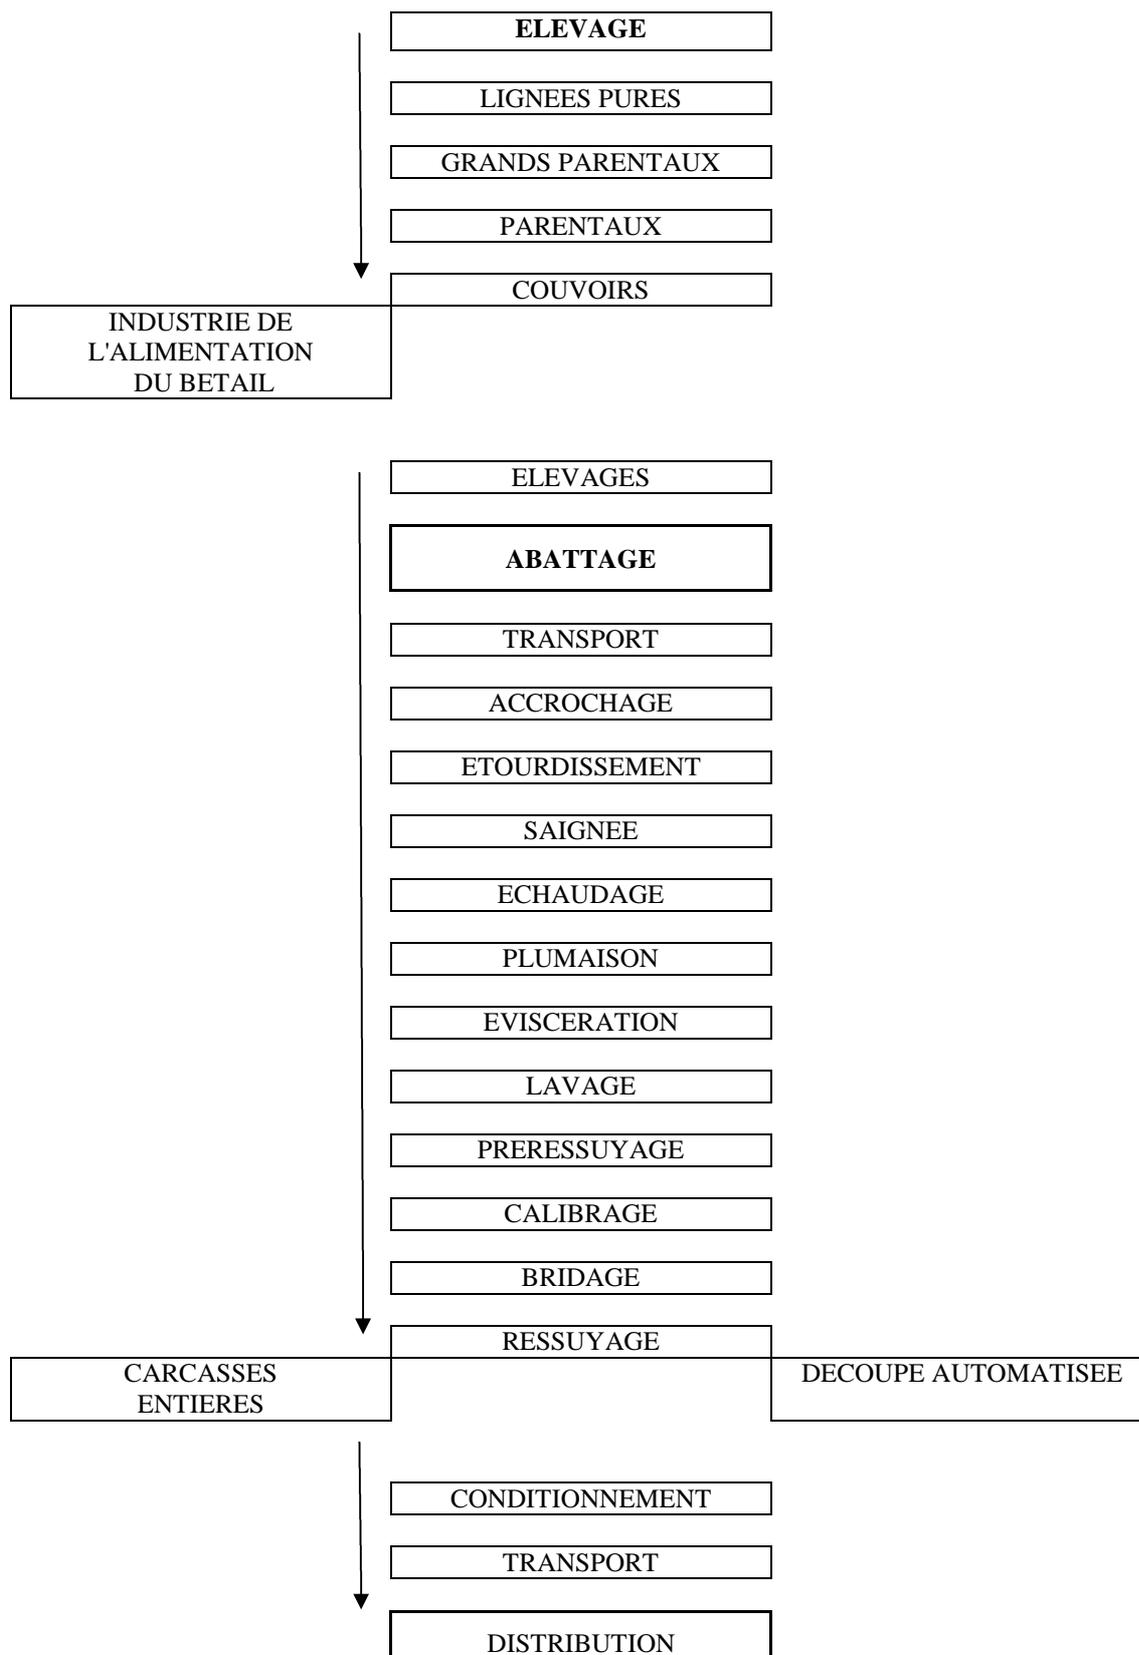 ELEVAGE
LIGNEES PURES
GRANDS PARENTAUX
PARENTAUX
COUVOIRS
INDUSTRIE DE
L'ALIMENTATION
DU BETAIL
ELEVAGES
ABATTAGE
TRANSPORT
ACCROCHAGE
ETOURDISSEMENT
SAIGNEE
ECHAUDAGE
PLUMAISON
EVISCERATION
LAVAGE
PRERESSUYAGE
CALIBRAGE
BRIDAGE
RESSUYAGE
CARCASSES
ENTIERES
DECOUPE AUTOMATISEE
CONDITIONNEMENT
TRANSPORT
DISTRIBUTION